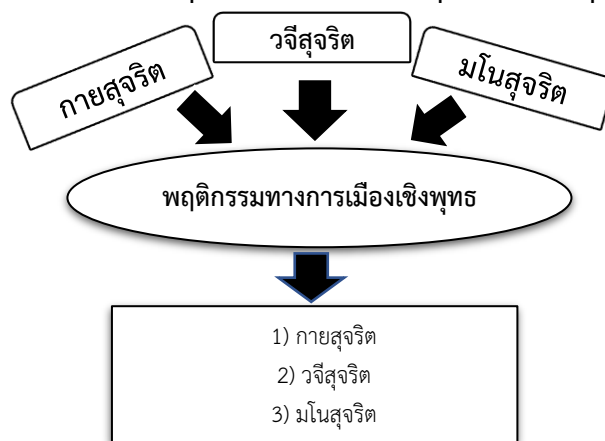 กายสุจริต
วจีสุจริต
มโนสุจริต
พฤติกรรมทางการเมืองเชิงพุทธ
1) กายสุจริต
2) วจีสุจริต
3) มโนสุจริต